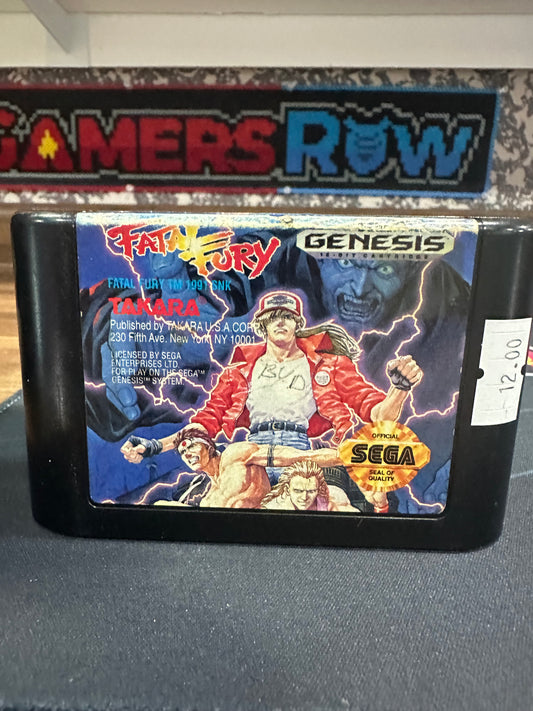 GAMERS ROW
FATAL FURY
GENESIS
16-BIT CARTRIDGE
FATAL FURY TM 1991 SNK
TAKARA
Published by TAKARA U.S.A. CORP.
230 Fifth Ave. New York, NY 10001
LICENSED BY SEGA
ENTERPRISES LTD.
FOR PLAY ON THE SEGA™
GENESIS™ SYSTEM.
BUD
12.00
OFFICIAL
SEGA
SEAL OF
QUALITY